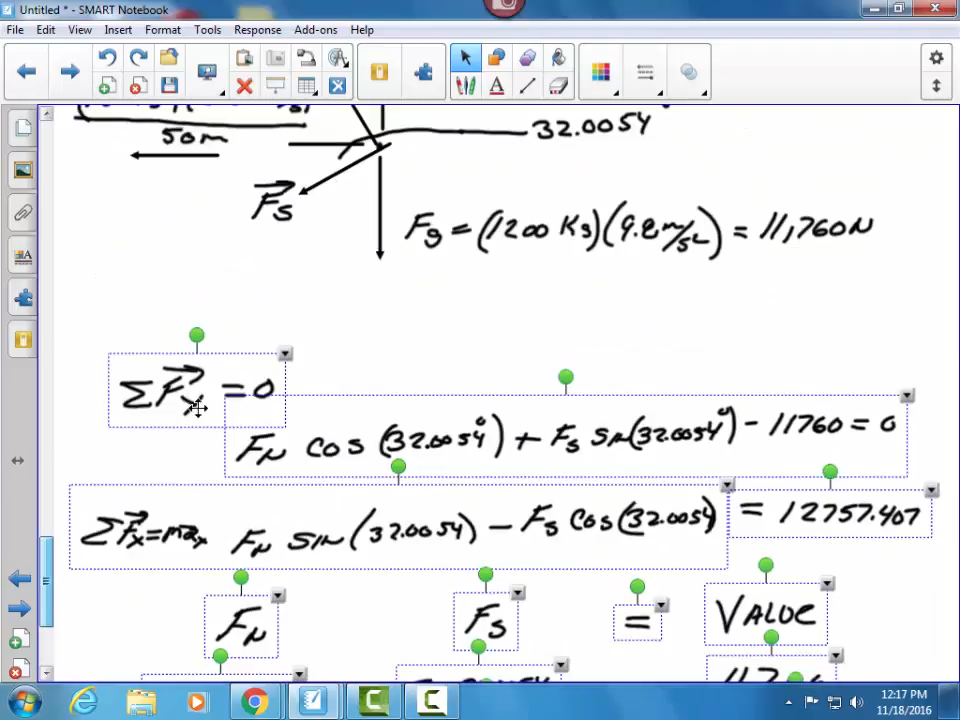 Untitled * - SMART Notebook
File Edit View Insert Format Tools Response Add-ons Help
50m
32.0054°
Fs
Fg = (1200 Kg)(9.8 m/s²) = 11,760N
ΣFy = 0
FN cos (32.0054°) + Fs sin(32.0054°) - 11760 = 0
ΣFx=max FN sin(32.0054) - Fs cos(32.0054) = 12757.407
FN Fs = VALUE
12:17 PM
11/18/2016